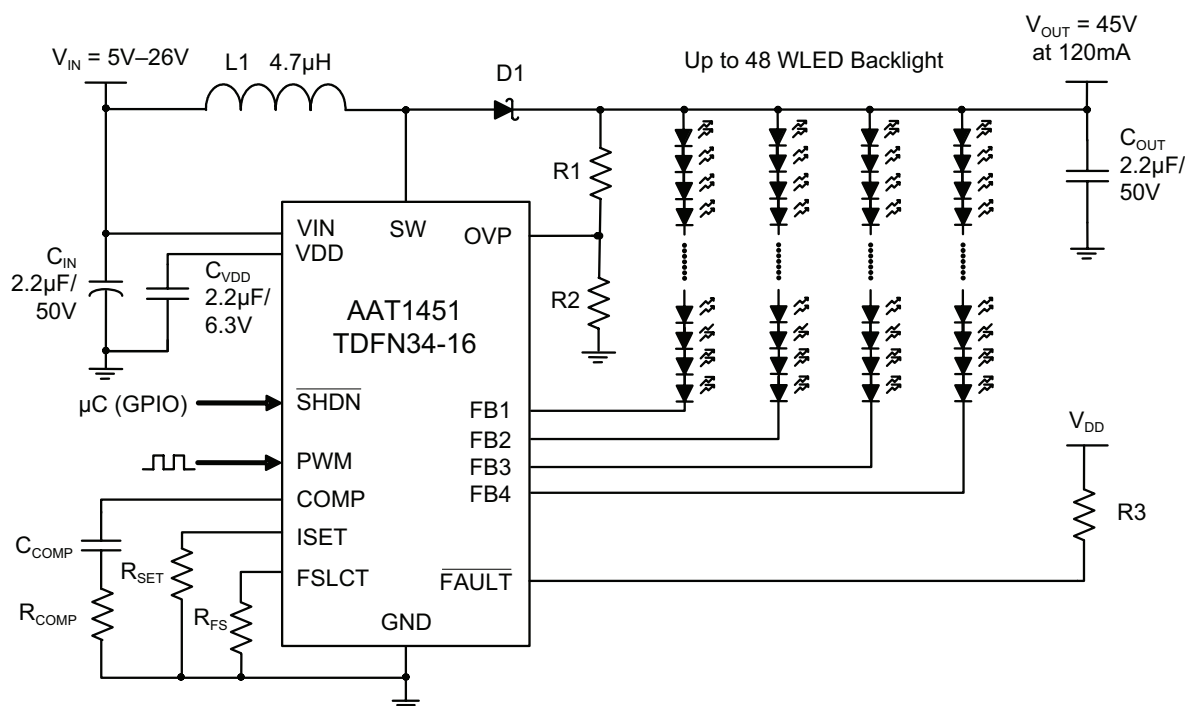 V_IN = 5V–26V
L1 4.7µH
D1
Up to 48 WLED Backlight
V_OUT = 45V
at 120mA
C_OUT
2.2µF/
50V
R1
R2
VIN
VDD
SW
OVP
C_IN
2.2µF/
50V
C_VDD
2.2µF/
6.3V
AAT1451
TDFN34-16
µC (GPIO)
SHDN
PWM
COMP
ISET
FSLCT
GND
FB1
FB2
FB3
FB4
FAULT
V_DD
R3
C_COMP
R_COMP
R_SET
R_FS